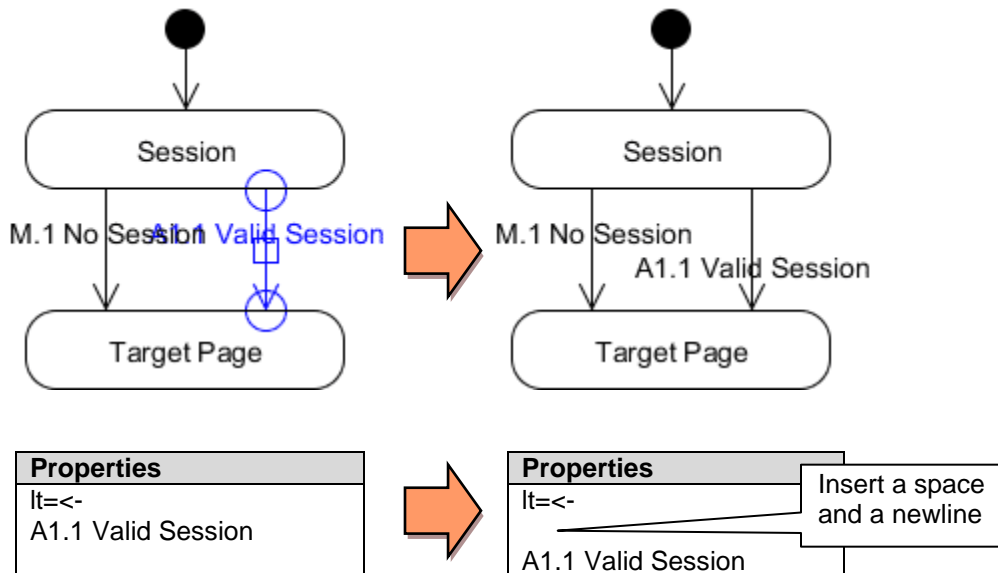 Session
M.1 No Session
A1.1 Valid Session
Target Page
Session
M.1 No Session
A1.1 Valid Session
Target Page
Properties
lt=<-
A1.1 Valid Session
Properties
lt=<-
A1.1 Valid Session
Insert a space
and a newline